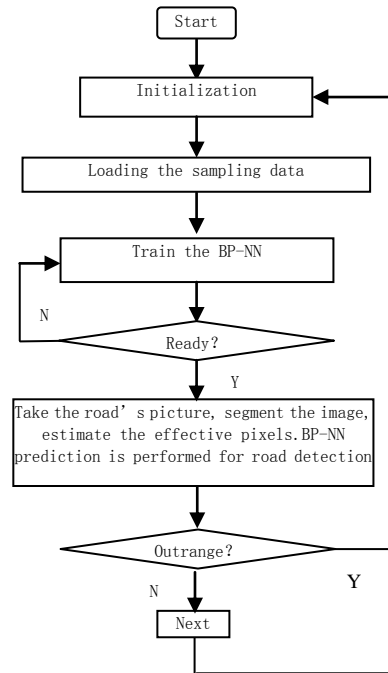 Start
Initialization
Loading the sampling data
Train the BP-NN
N
Ready?
Y
Take the road's picture, segment the image,
estimate the effective pixels.BP-NN
prediction is performed for road detection
Outrange?
Y
N
Next